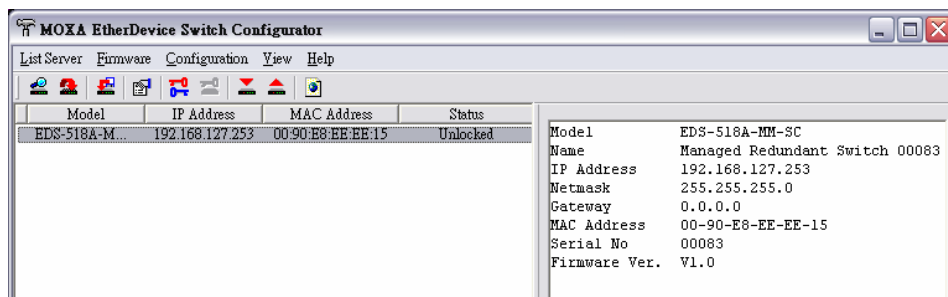 MOXA EtherDevice Switch Configurator
List Server Firmware Configuration View Help
Model IP Address MAC Address Status
EDS-518A-M... 192.168.127.253 00:90:E8:EE:EE:15 Unlocked
Model EDS-518A-MM-SC
Name Managed Redundant Switch 00083
IP Address 192.168.127.253
Netmask 255.255.255.0
Gateway 0.0.0.0
MAC Address 00-90-E8-EE-EE-15
Serial No 00083
Firmware Ver. V1.0